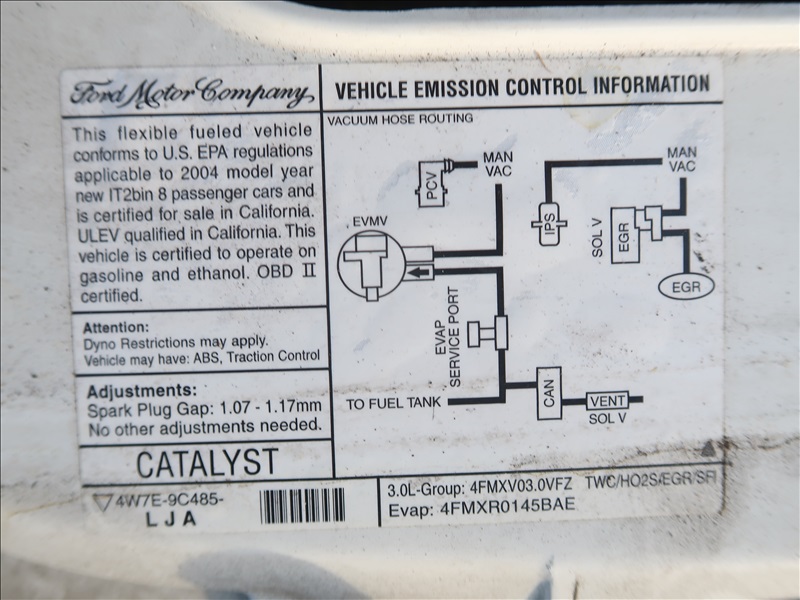 Ford Motor Company
VEHICLE EMISSION CONTROL INFORMATION
This flexible fueled vehicle
conforms to U.S. EPA regulations
applicable to 2004 model year
new IT2bin 8 passenger cars and
is certified for sale in California.
ULEV qualified in California. This
vehicle is certified to operate on
gasoline and ethanol. OBD II
certified.
Attention:
Dyno Restrictions may apply.
Vehicle may have: ABS, Traction Control
Adjustments:
Spark Plug Gap: 1.07 - 1.17mm
No other adjustments needed.
CATALYST
4W7E-9C485-
LJA
VACUUM HOSE ROUTING
PCV
MAN
VAC
IPS
MAN
VAC
EVMV
SOL V
EGR
EGR
EVAP
SERVICE PORT
TO FUEL TANK
CAN
VENT
SOL V
3.0L-Group: 4FMXV03.0VFZ TWC/HO2S/EGR/SFI
Evap: 4FMXR0145BAE